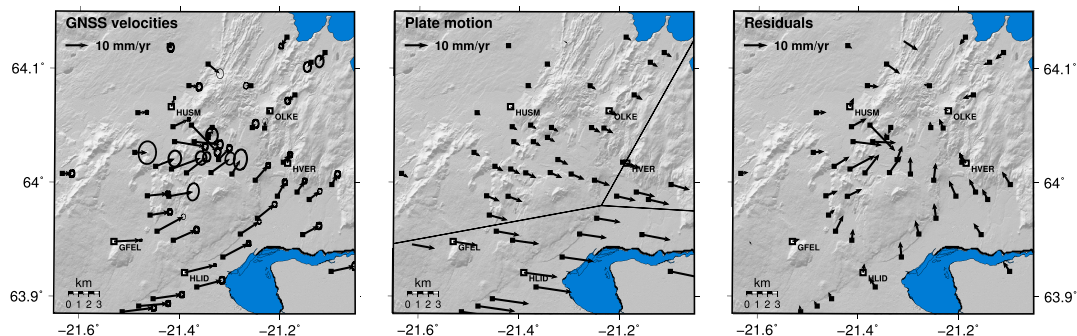 GNSS velocities
10 mm/yr
HUSM
OLKE
HVER
GFEL
HLID
km
0 1 2 3
64.1˚
64˚
63.9˚
−21.6˚
−21.4˚
−21.2˚
Plate motion
10 mm/yr
HUSM
OLKE
HVER
GFEL
HLID
km
0 1 2 3
−21.6˚
−21.4˚
−21.2˚
Residuals
10 mm/yr
HUSM
OLKE
HVER
GFEL
HLID
km
0 1 2 3
64.1˚
64˚
63.9˚
−21.6˚
−21.4˚
−21.2˚